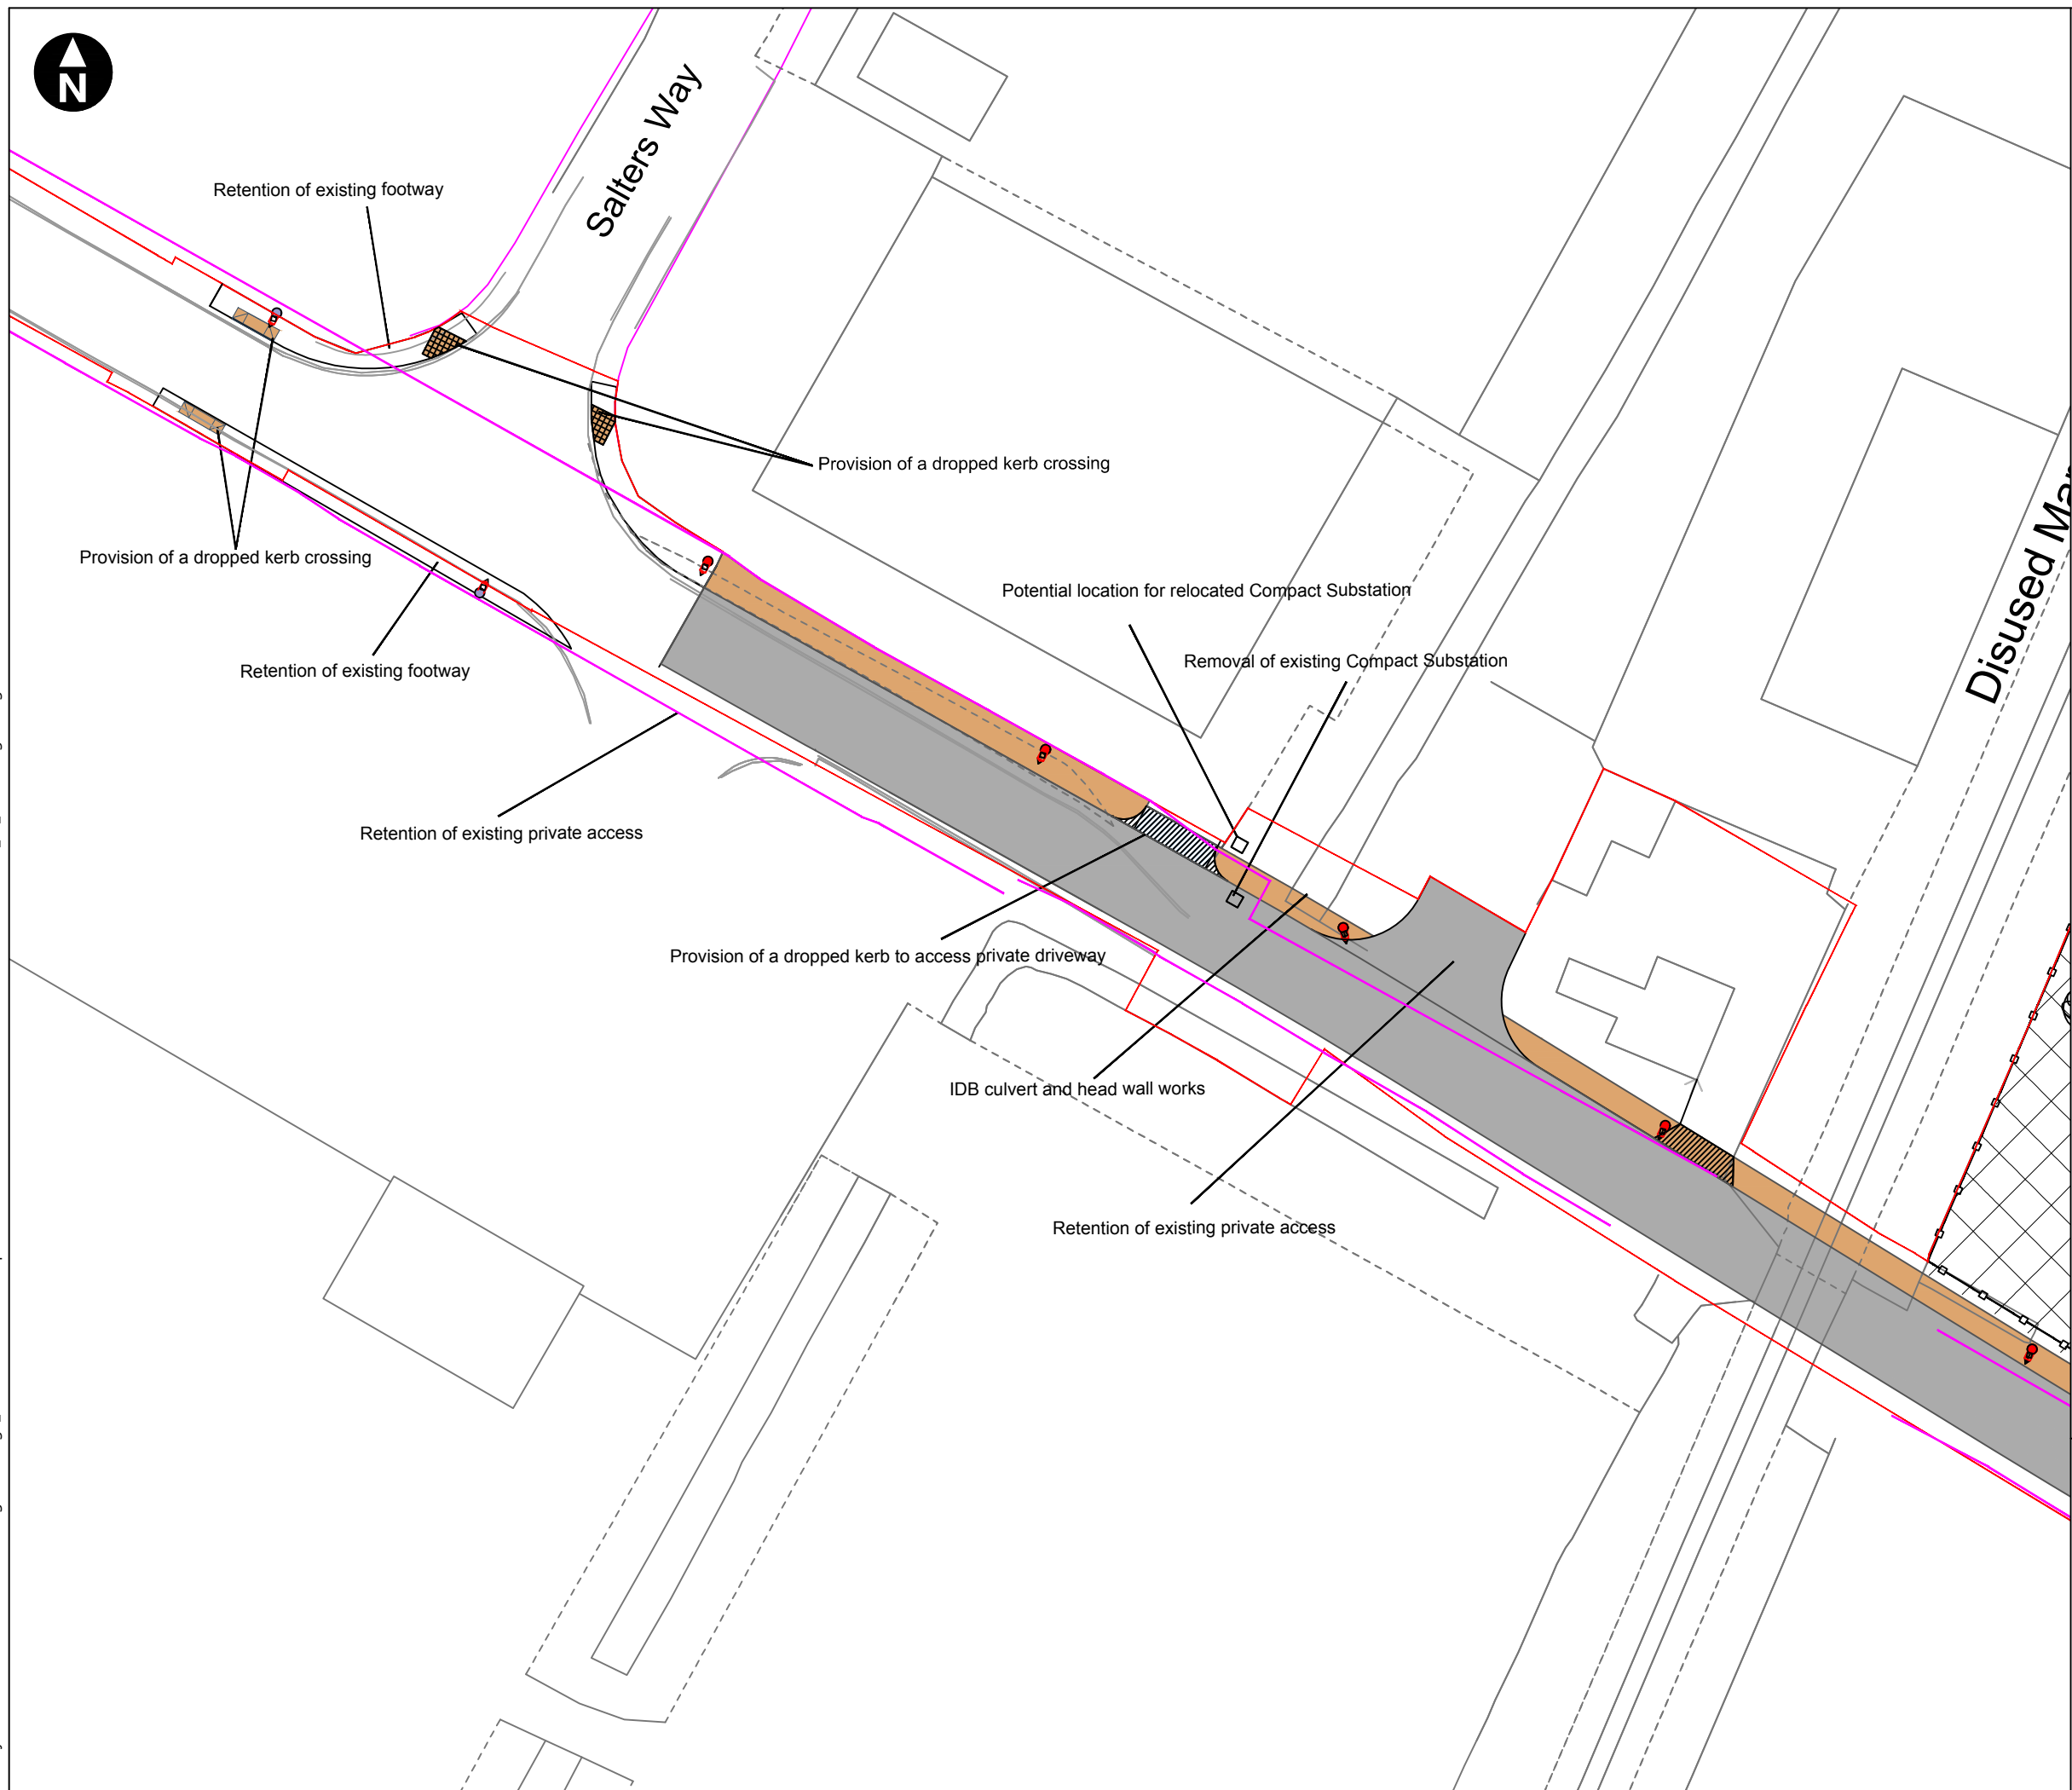 N
Salters Way
Retention of existing footway
Provision of a dropped kerb crossing
Provision of a dropped kerb crossing
Potential location for relocated Compact Substation
Removal of existing Compact Substation
Retention of existing footway
Disused
Retention of existing private access
Provision of a dropped kerb to access private driveway
IDB culvert and head wall works
Retention of existing private access